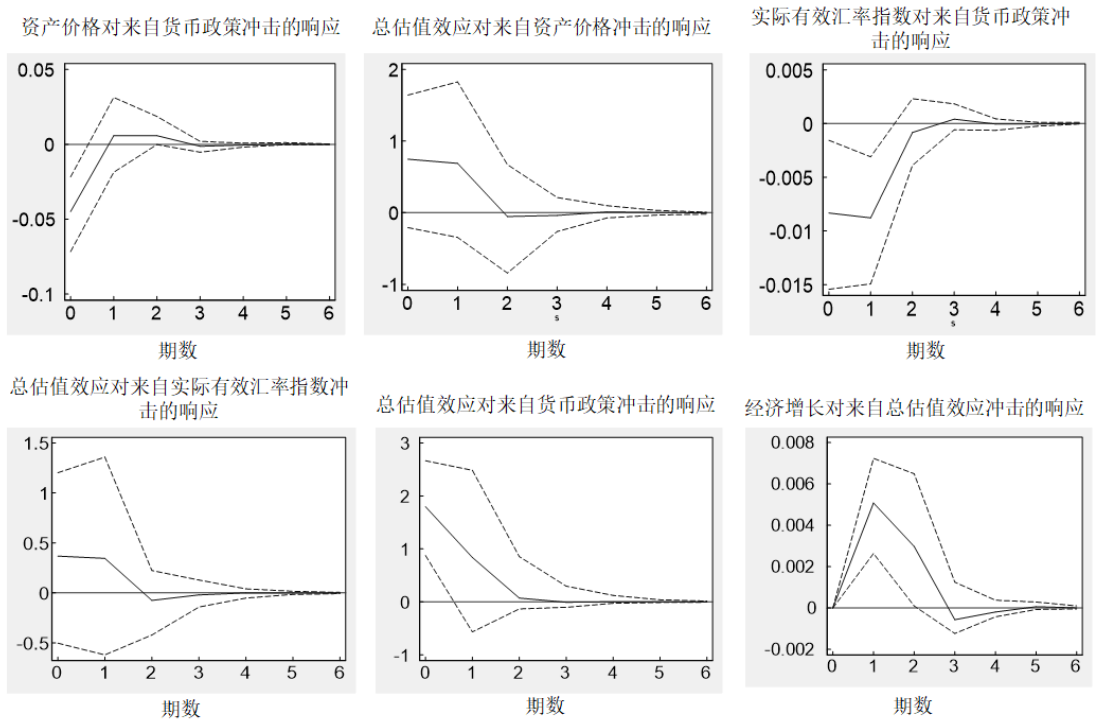 资产价格对来自货币政策冲击的响应
0.05
0
-0.05
-0.1
0 1 2 3 4 5 6
期数
总估值效应对来自资产价格冲击的响应
2
1
0
-1
0 1 2 3 4 5 6
s
期数
实际有效汇率指数对来自货币政策冲
击的响应
0.005
0
-0.005
-0.01
-0.015
0 1 2 3 4 5 6
s
期数
总估值效应对来自实际有效汇率指数冲
击的响应
1.5
1
0.5
0
-0.5
0 1 2 3 4 5 6
期数
总估值效应对来自货币政策冲击的响应
3
2
1
0
-1
0 1 2 3 4 5 6
期数
经济增长对来自总估值效应冲击的响应
0.008
0.006
0.004
0.002
0
-0.002
0 1 2 3 4 5 6
期数